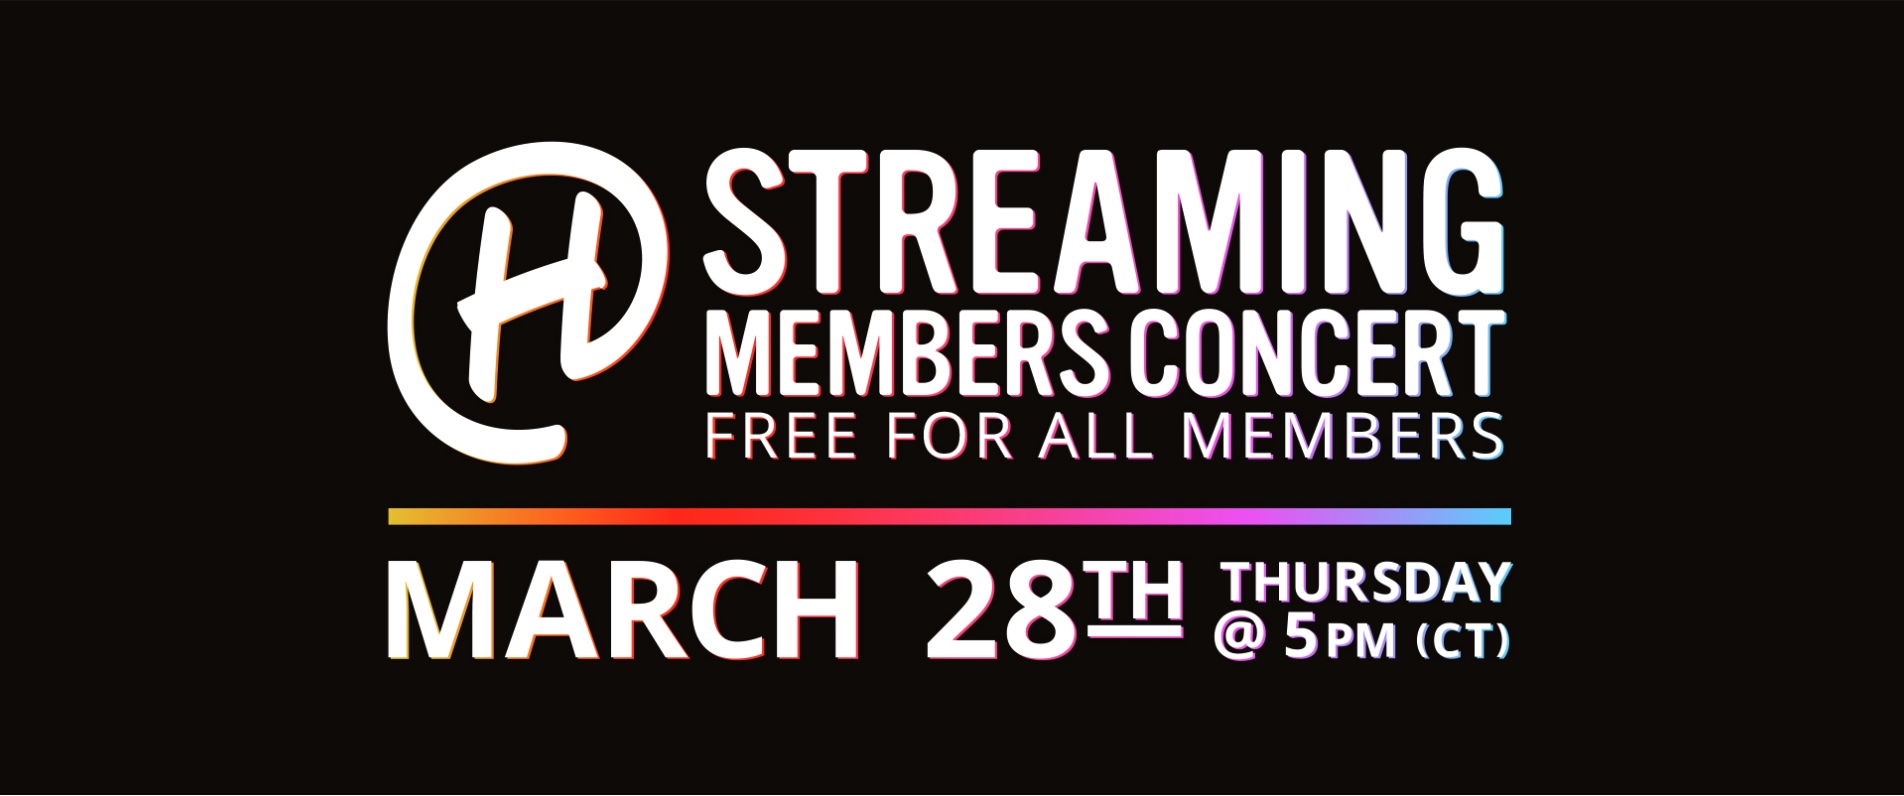 H
STREAMING
MEMBERS CONCERT
FREE FOR ALL MEMBERS
MARCH 28TH
THURSDAY
@ 5PM (CT)